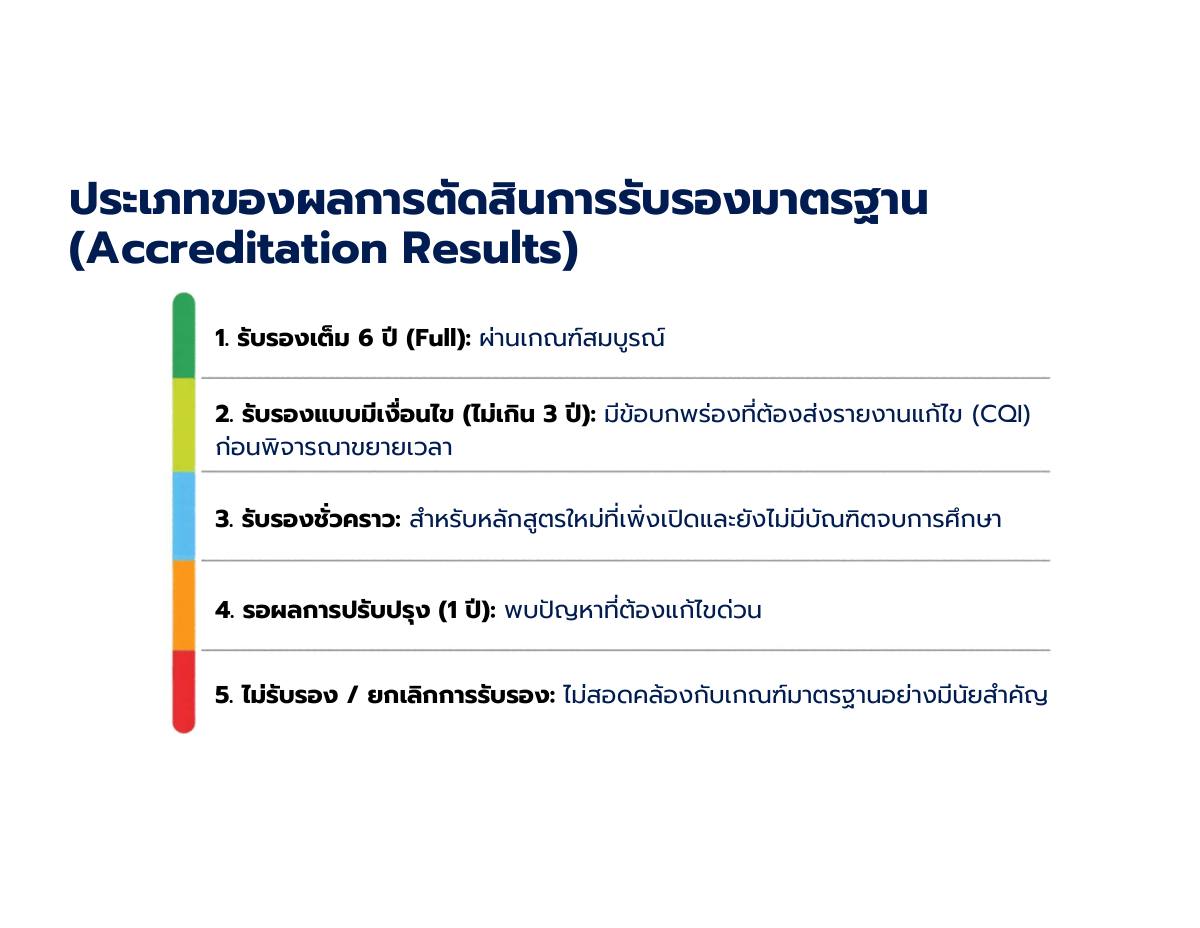 ประเภทของผลการตัดสินการรับรองมาตรฐาน
(Accreditation Results)
1. รับรองเต็ม 6 ปี (Full): ผ่านเกณฑ์สมบูรณ์
2. รับรองแบบมีเงื่อนไข (ไม่เกิน 3 ปี): มีข้อบกพร่องที่ต้องส่งรายงานแก้ไข (CQI)
ก่อนพิจารณาขยายเวลา
3. รับรองชั่วคราว: สำหรับหลักสูตรใหม่ที่เพิ่งเปิดและยังไม่มีบัณฑิตจบการศึกษา
4. รอผลการปรับปรุง (1 ปี): พบปัญหาที่ต้องแก้ไขด่วน
5. ไม่รับรอง / ยกเลิกการรับรอง: ไม่สอดคล้องกับเกณฑ์มาตรฐานอย่างมีนัยสำคัญ